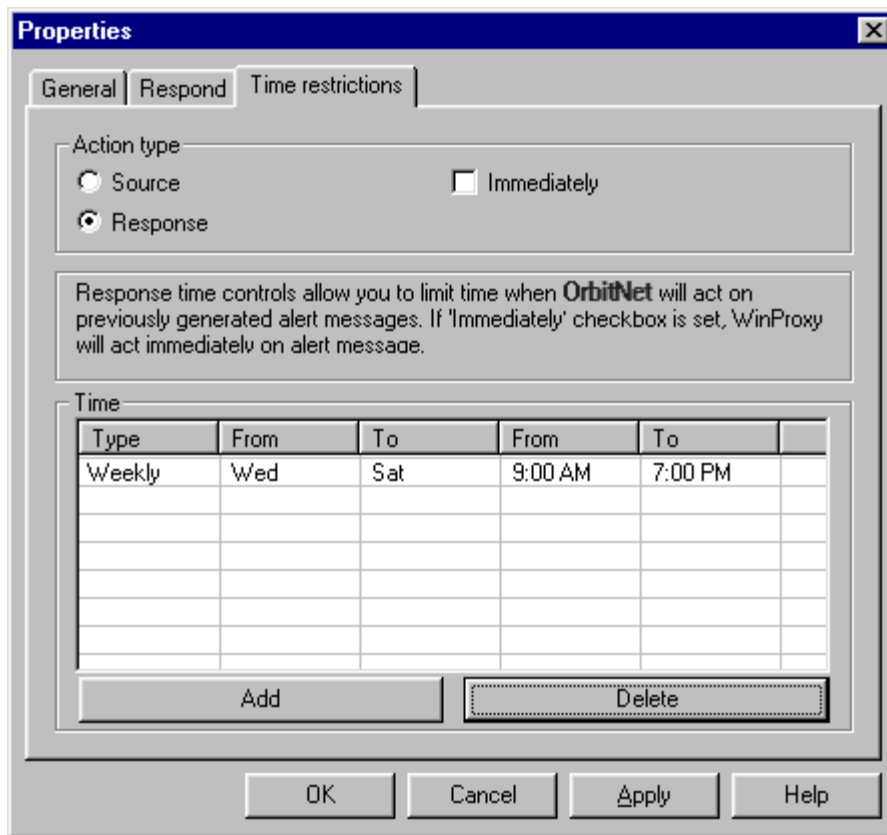 Properties
General Respond Time restrictions
Action type
Source Immediately
Response
Response time controls allow you to limit time when OrbitNet will act on
previously generated alert messages. If 'Immediately' checkbox is set, WinProxy
will act immediately on alert message.
Time
Type From To From To
Weekly Wed Sat 9:00 AM 7:00 PM
Add Delete
OK Cancel Apply Help